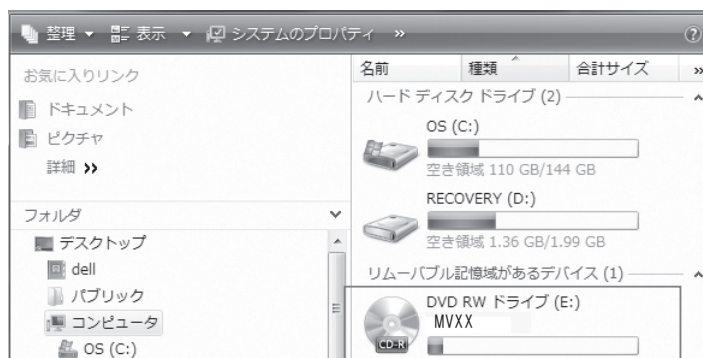 整理 ▼ 表示 ▼ システムのプロパティ »
お気に入りリンク
ドキュメント
ピクチャ
詳細 »
フォルダ
デスクトップ
dell
パブリック
コンピュータ
OS (C:)
名前 種類 合計サイズ »
ハード ディスク ドライブ (2)
OS (C:)
空き領域 110 GB/144 GB
RECOVERY (D:)
空き領域 1.36 GB/1.99 GB
リムーバブル記憶域があるデバイス (1)
DVD RW ドライブ (E:)
MVXX
CD-R